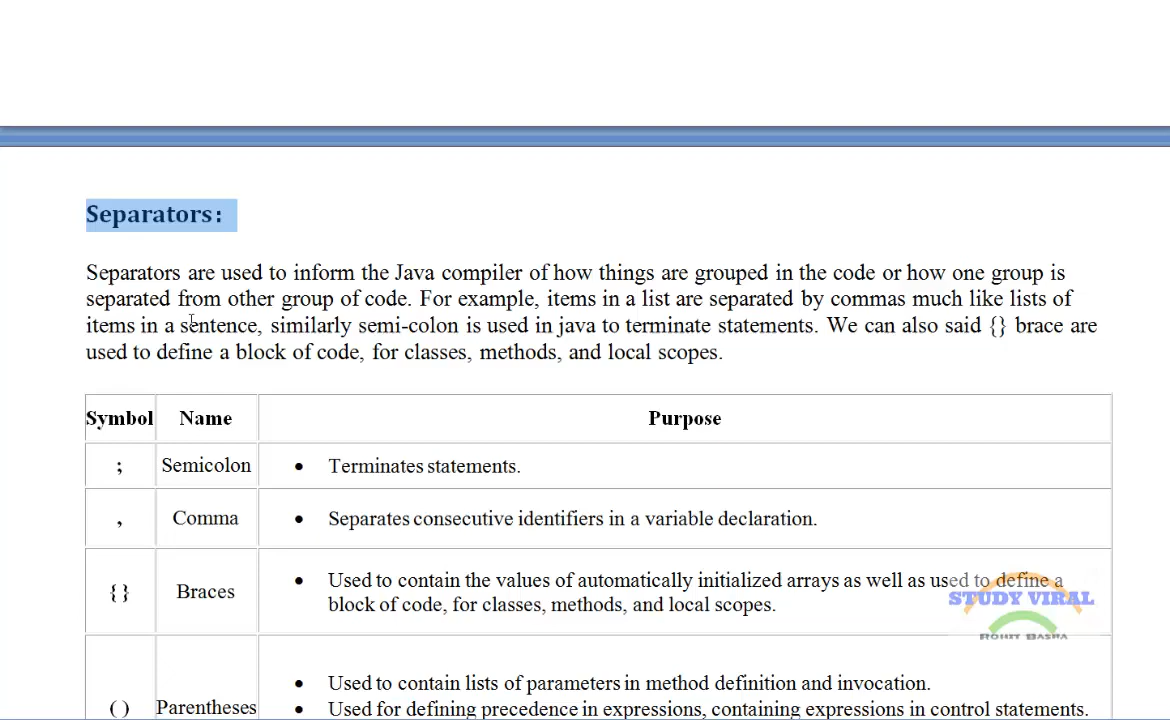 Separators:
Separators are used to inform the Java compiler of how things are grouped in the code or how one group is
separated from other group of code. For example, items in a list are separated by commas much like lists of
items in a sentence, similarly semi-colon is used in java to terminate statements. We can also said {} brace are
used to define a block of code, for classes, methods, and local scopes.
Symbol Name Purpose
; Semicolon • Terminates statements.
, Comma • Separates consecutive identifiers in a variable declaration.
{ } Braces • Used to contain the values of automatically initialized arrays as well as used to define a
block of code, for classes, methods, and local scopes.
STUDY VIRAL
ROHIT BASHA
• Used to contain lists of parameters in method definition and invocation.
( ) Parentheses • Used for defining precedence in expressions, containing expressions in control statements.